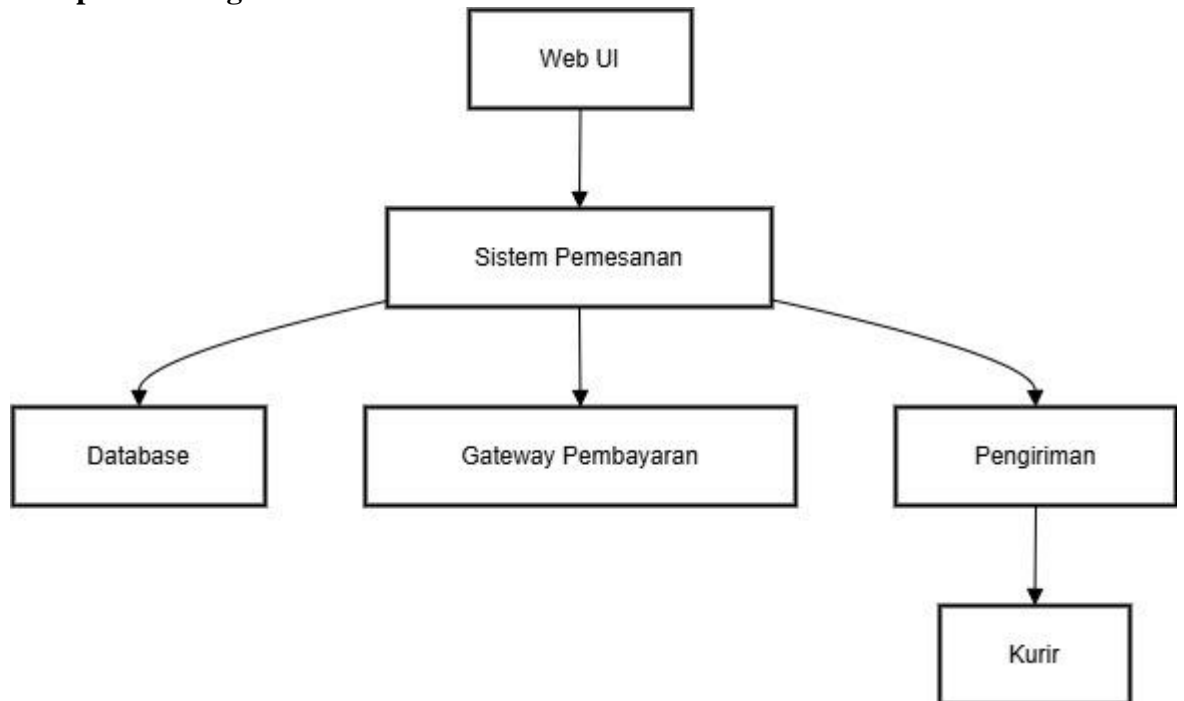 Web UI
Sistem Pemesanan
Database
Gateway Pembayaran
Pengiriman
Kurir